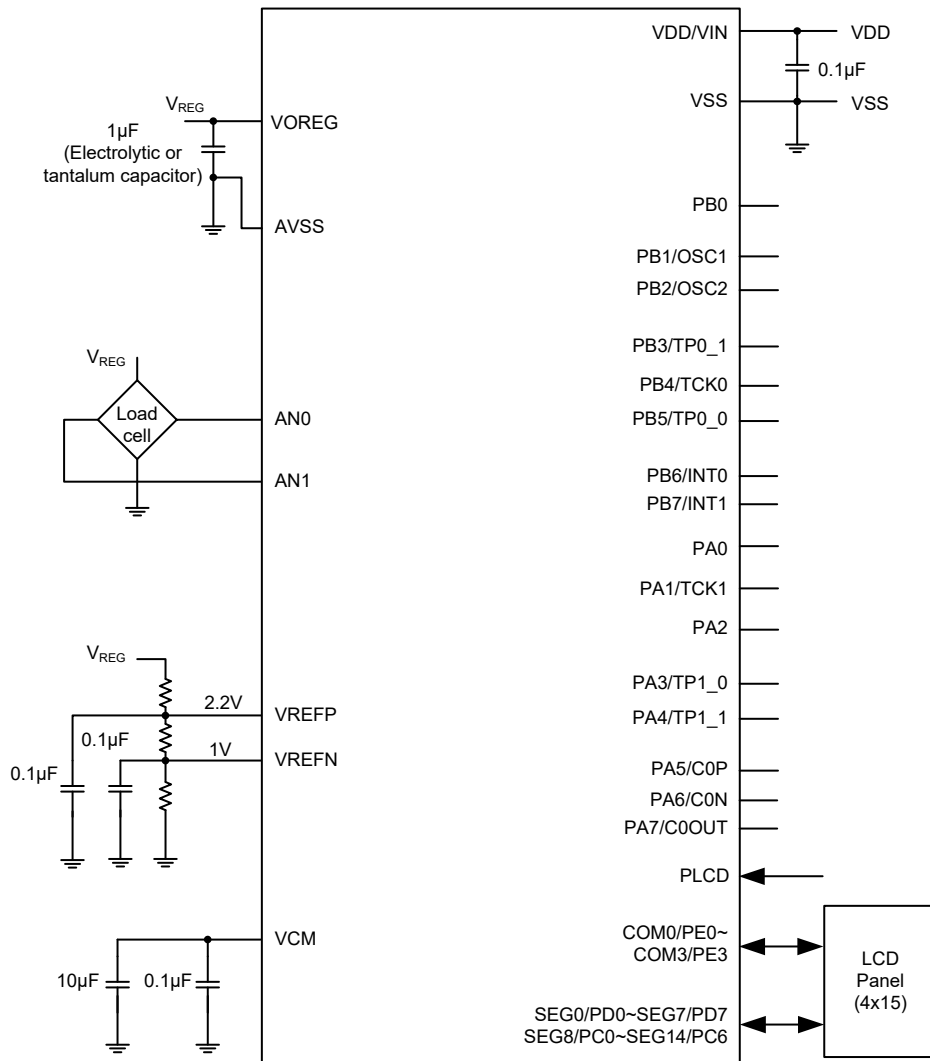 VDD/VIN
VDD
0.1µF
VSS
VSS
VREG
VOREG
1µF
(Electrolytic or
tantalum capacitor)
AVSS
PB0
PB1/OSC1
PB2/OSC2
PB3/TP0_1
VREG
PB4/TCK0
Load
cell
AN0
PB5/TP0_0
AN1
PB6/INT0
PB7/INT1
PA0
PA1/TCK1
PA2
VREG
PA3/TP1_0
2.2V
VREFP
PA4/TP1_1
0.1µF
1V
VREFN
0.1µF
PA5/C0P
PA6/C0N
PA7/C0OUT
PLCD
VCM
COM0/PE0~
COM3/PE3
LCD
Panel
(4x15)
10µF
0.1µF
SEG0/PD0~SEG7/PD7
SEG8/PC0~SEG14/PC6